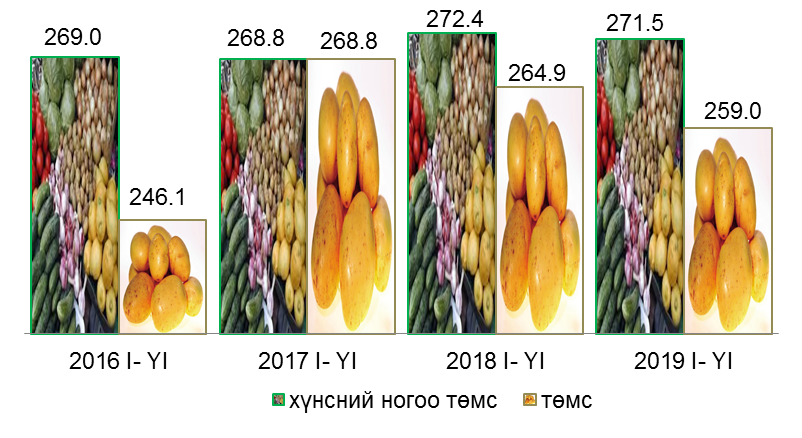 269.0
246.1
268.8
268.8
272.4
264.9
271.5
259.0
2016 I- YI
2017 I- YI
2018 I- YI
2019 I- YI
хүнсний ногоо төмс
төмс